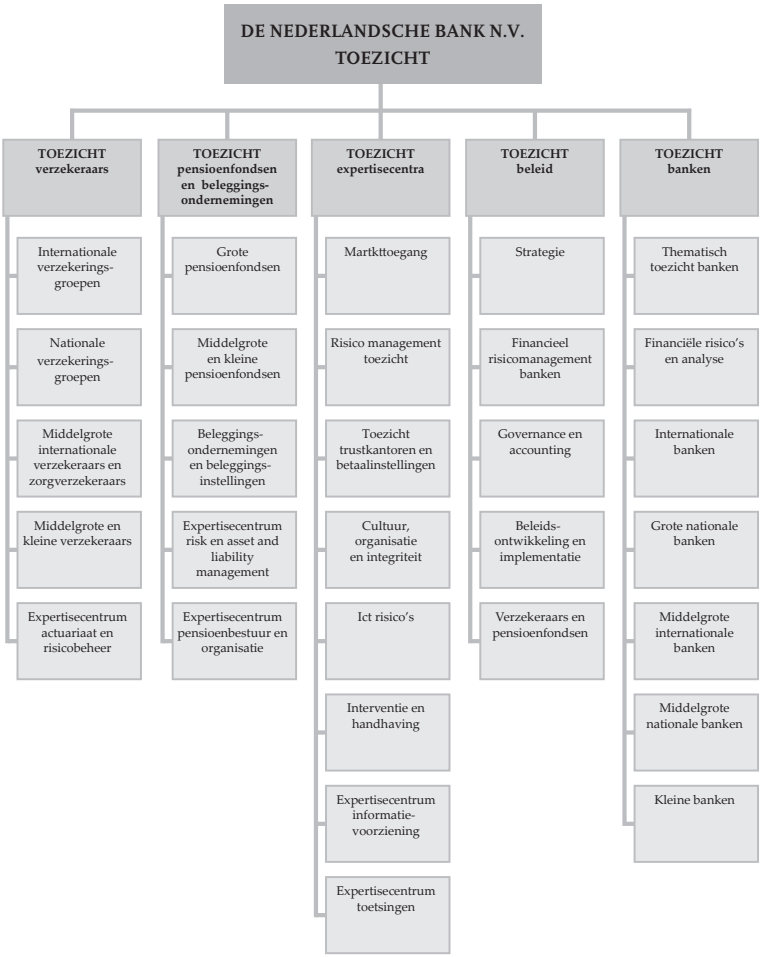 DE NEDERLANDSCHE BANK N.V.
TOEZICHT
TOEZICHT
verzekeraars
Internationale
verzekerings-
groepen
Nationale
verzekerings-
groepen
Middelgrote
internationale
verzekeraars en
zorgverzekeraars
Middelgrote en
kleine verzekeraars
Expertisecentrum
actuariaat en
risicobeheer
TOEZICHT
pensioenfondsen
en beleggings-
ondernemingen
Grote
pensioenfondsen
Middelgrote
en kleine
pensioenfondsen
Beleggings-
ondernemingen
en beleggings-
instellingen
Expertisecentrum
risk en asset and
liability
management
Expertisecentrum
pensioenbestuur en
organisatie
TOEZICHT
expertisecentra
Martkttoegang
Risico management
toezicht
Toezicht
trustkantoren en
betaalinstellingen
Cultuur,
organisatie
en integriteit
Ict risico's
Interventie en
handhaving
Expertisecentrum
informatie-
voorziening
Expertisecentrum
toetsingen
TOEZICHT
beleid
Strategie
Financieel
risicomanagement
banken
Governance en
accounting
Beleids-
ontwikkeling en
implementatie
Verzekeraars en
pensioenfondsen
TOEZICHT
banken
Thematisch
toezicht banken
Financiële risico's
en analyse
Internationale
banken
Grote nationale
banken
Middelgrote
internationale
banken
Middelgrote
nationale banken
Kleine banken